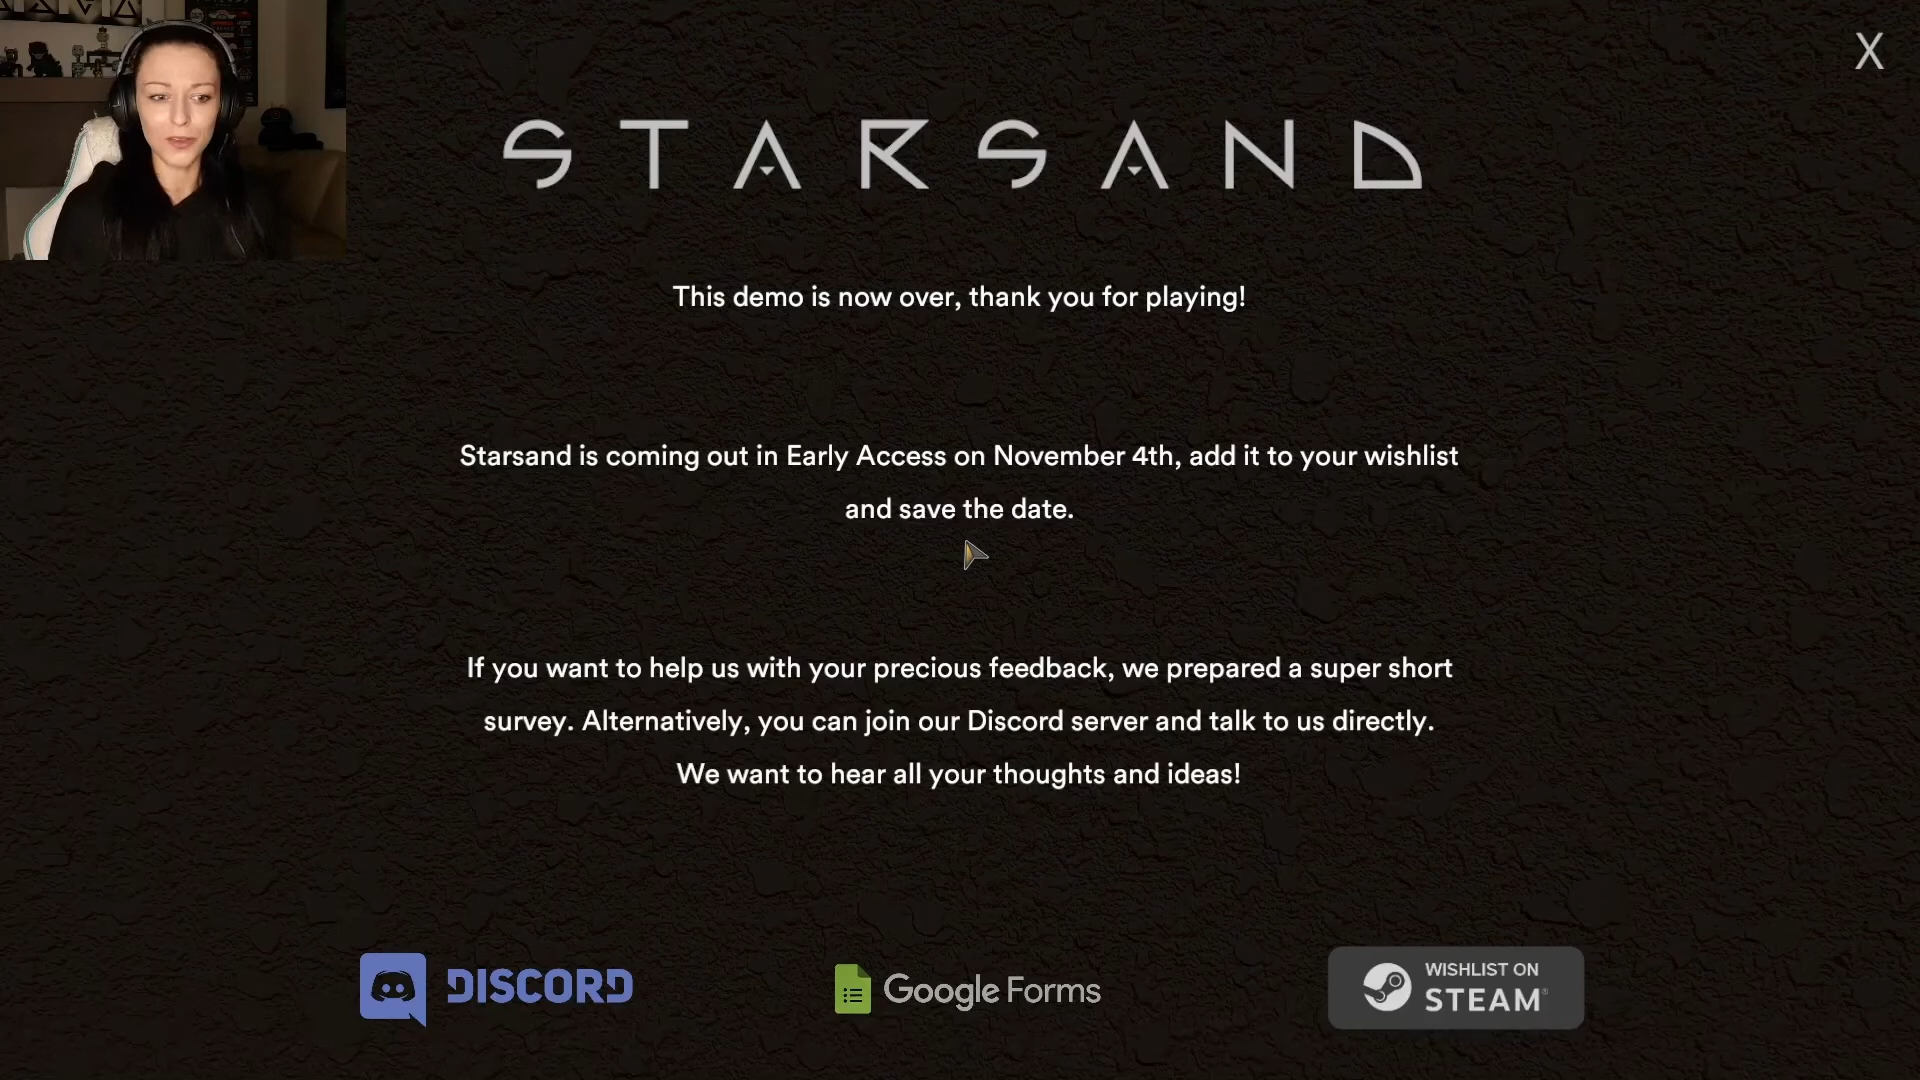 X
STARSAND
This demo is now over, thank you for playing!
Starsand is coming out in Early Access on November 4th, add it to your wishlist
and save the date.
If you want to help us with your precious feedback, we prepared a super short
survey. Alternatively, you can join our Discord server and talk to us directly.
We want to hear all your thoughts and ideas!
DISCORD
Google Forms
WISHLIST ON
STEAM®